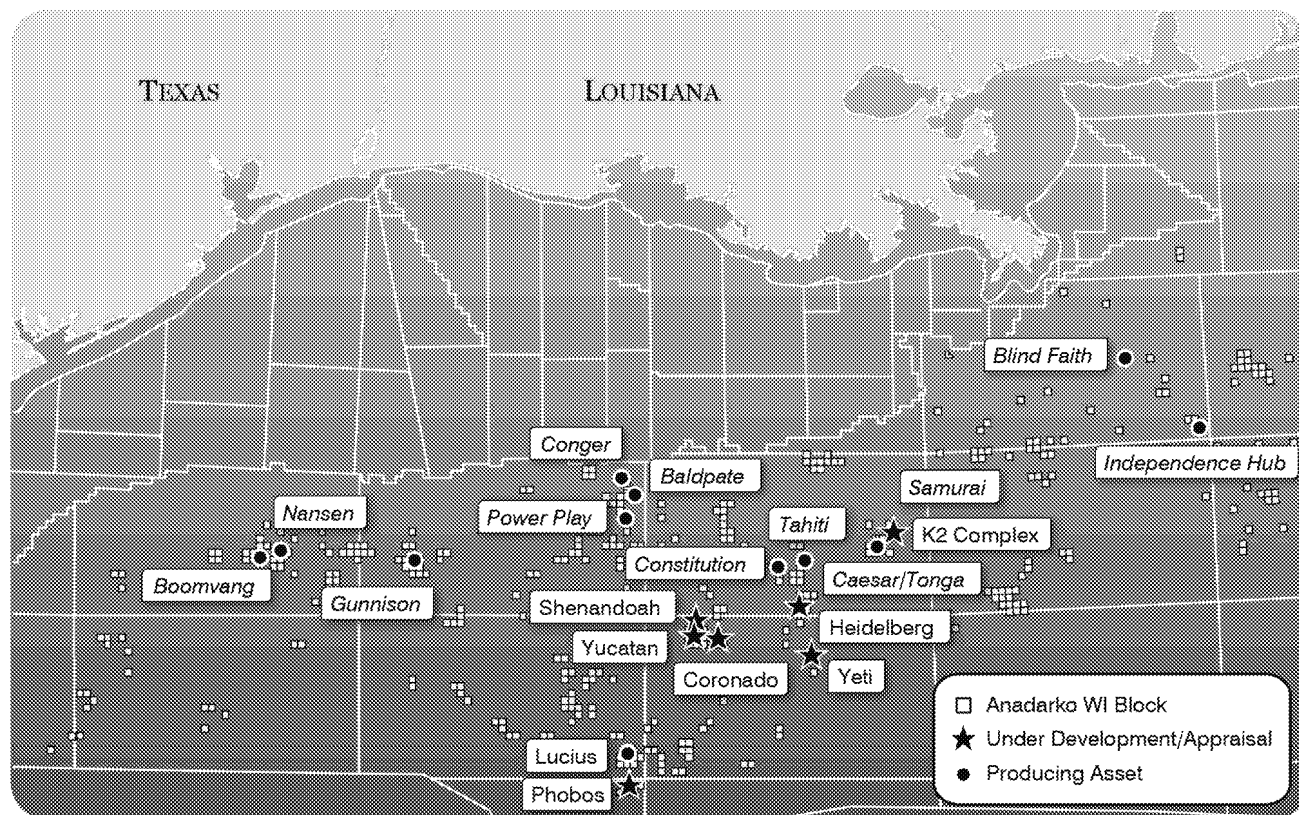 TEXAS
LOUISIANA
Blind Faith
Conger
Baldpate
Independence Hub
Samurai
Nansen
Power Play
Tahiti
K2 Complex
Constitution
Boomvang
Caesar/Tonga
Gunnison
Shenandoah
Heidelberg
Yucatan
Coronado
Yeti
Anadarko WI Block
Under Development/Appraisal
Producing Asset
Lucius
Phobos